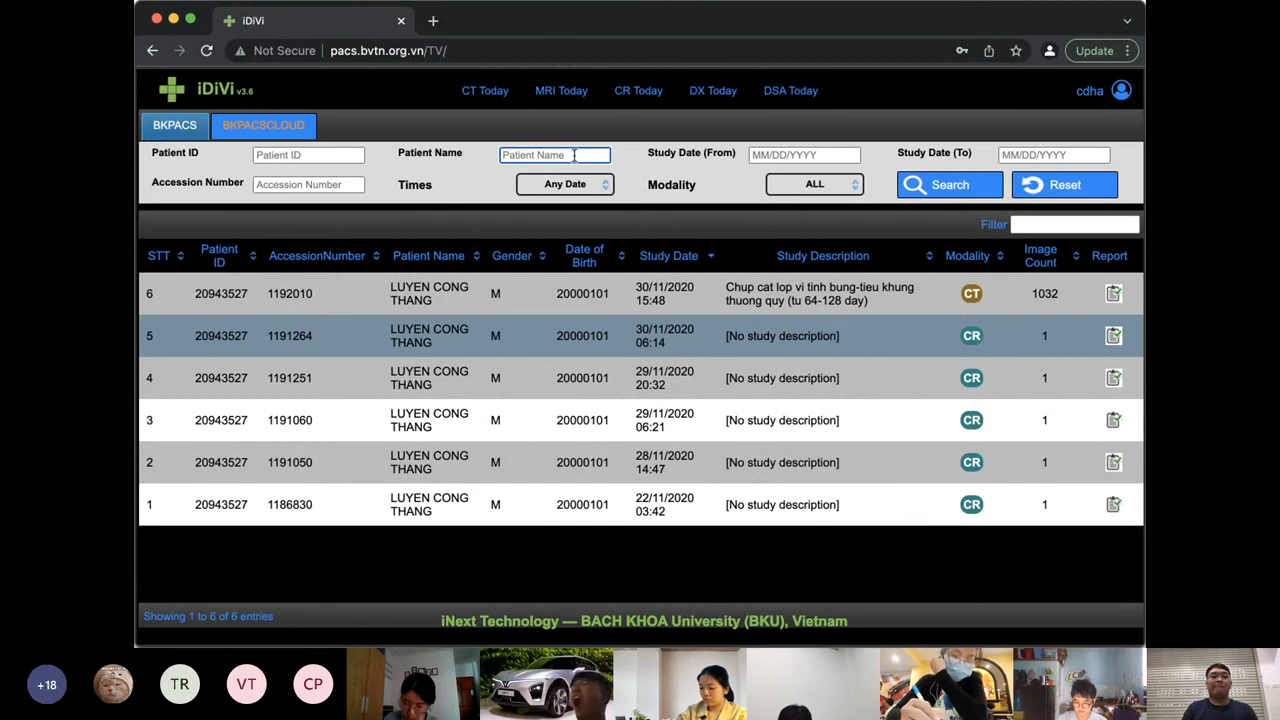 iDiVi
Not Secure pacs.bvtn.org.vn/TV/
Update
iDiVi v3.6
CT Today MRI Today CR Today DX Today DSA Today
cdha
BKPACS BKPACSCLOUD
Patient ID Patient ID Patient Name Patient Name Study Date (From) MM/DD/YYYY Study Date (To) MM/DD/YYYY
Accession Number Accession Number Times Any Date Modality ALL Search Reset
Filter
STT Patient ID AccessionNumber Patient Name Gender Date of Birth Study Date Study Description Modality Image Count Report
6 20943527 1192010 LUYEN CONG THANG M 20000101 30/11/2020 15:48 Chup cat lop vi tinh bung-tieu khung thuong quy (tu 64-128 day) CT 1032
5 20943527 1191264 LUYEN CONG THANG M 20000101 30/11/2020 06:14 [No study description] CR 1
4 20943527 1191251 LUYEN CONG THANG M 20000101 29/11/2020 20:32 [No study description] CR 1
3 20943527 1191060 LUYEN CONG THANG M 20000101 29/11/2020 06:21 [No study description] CR 1
2 20943527 1191050 LUYEN CONG THANG M 20000101 28/11/2020 14:47 [No study description] CR 1
1 20943527 1186830 LUYEN CONG THANG M 20000101 22/11/2020 03:42 [No study description] CR 1
Showing 1 to 6 of 6 entries
iNext Technology — BACH KHOA University (BKU), Vietnam
+18 TR VT CP